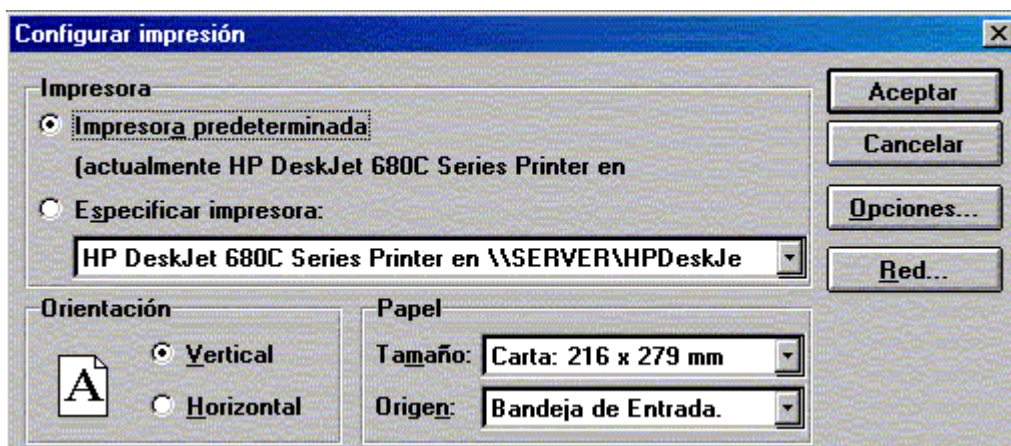 Configurar impresión
Impresora
Impresora predeterminada
(actualmente HP DeskJet 680C Series Printer en
Especificar impresora:
HP DeskJet 680C Series Printer en \\SERVER\HPDeskJe
Aceptar
Cancelar
Opciones...
Red...
Orientación
A
Vertical
Horizontal
Papel
Tamaño: Carta: 216 x 279 mm
Origen: Bandeja de Entrada.